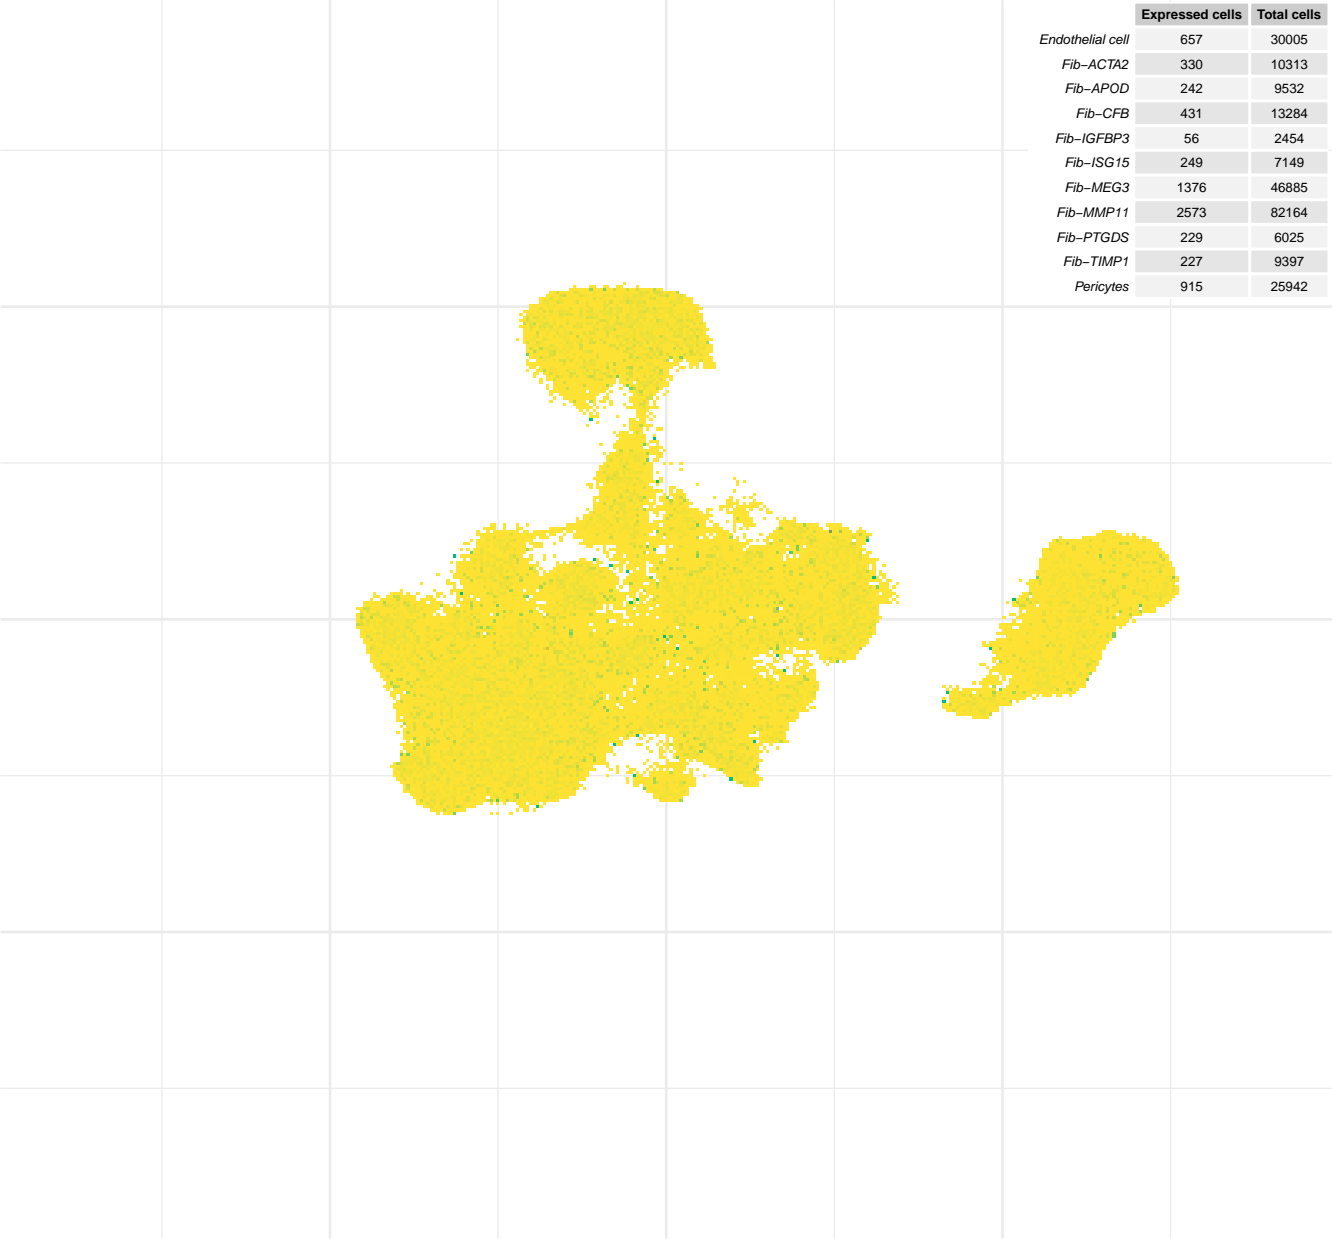 Expressed cells Total cells
Endothelial cell 657 30005
Fib−ACTA2 330 10313
Fib−APOD 242 9532
Fib−CFB 431 13284
Fib−IGFBP3 56 2454
Fib−ISG15 249 7149
Fib−MEG3 1376 46885
Fib−MMP11 2573 82164
Fib−PTGDS 229 6025
Fib−TIMP1 227 9397
Pericytes 915 25942